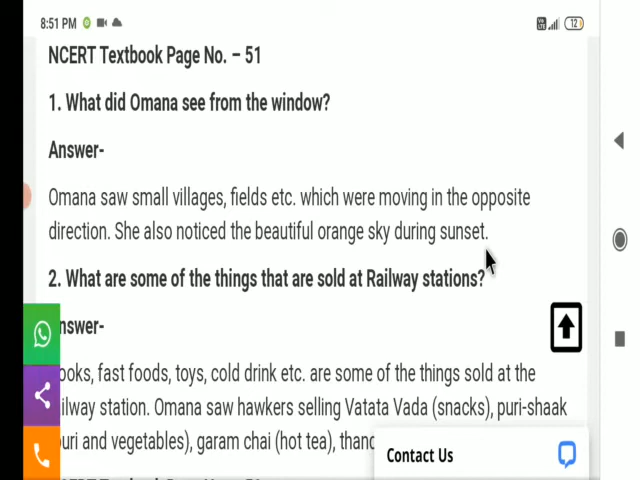 8:51 PM
12
NCERT Textbook Page No. – 51
1. What did Omana see from the window?
Answer-
Omana saw small villages, fields etc. which were moving in the opposite
direction. She also noticed the beautiful orange sky during sunset.
2. What are some of the things that are sold at Railway stations?
nswer-
ooks, fast foods, toys, cold drink etc. are some of the things sold at the
ilway station. Omana saw hawkers selling Vatata Vada (snacks), puri-shaak
ouri and vegetables), garam chai (hot tea), thand
Contact Us